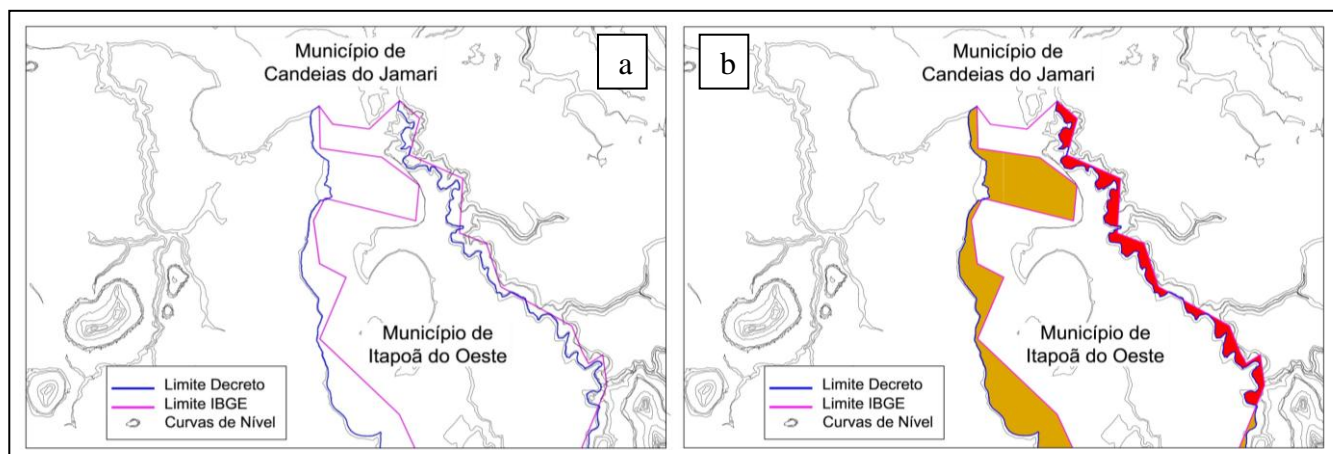 Município de
Candeias do Jamari
a
Município de
Itapoã do Oeste
Limite Decreto
Limite IBGE
Curvas de Nível
b
Município de
Candeias do Jamari
Município de
Itapoã do Oeste
Limite Decreto
Limite IBGE
Curvas de Nível